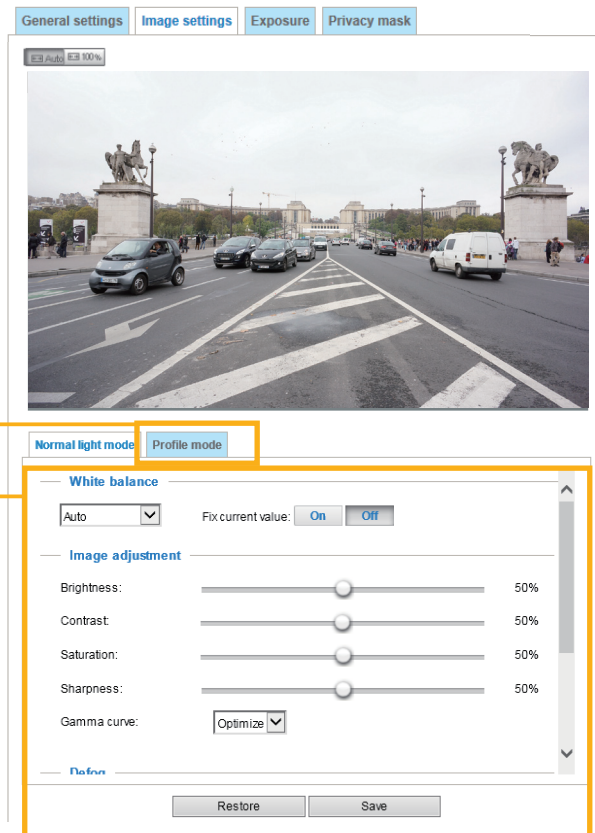 General settings Image settings Exposure Privacy mask
Auto 100%
Normal light mode Profile mode
White balance
Auto Fix current value: On Off
Image adjustment
Brightness: 50%
Contrast: 50%
Saturation: 50%
Sharpness: 50%
Gamma curve: Optimize
Defog
Restore Save